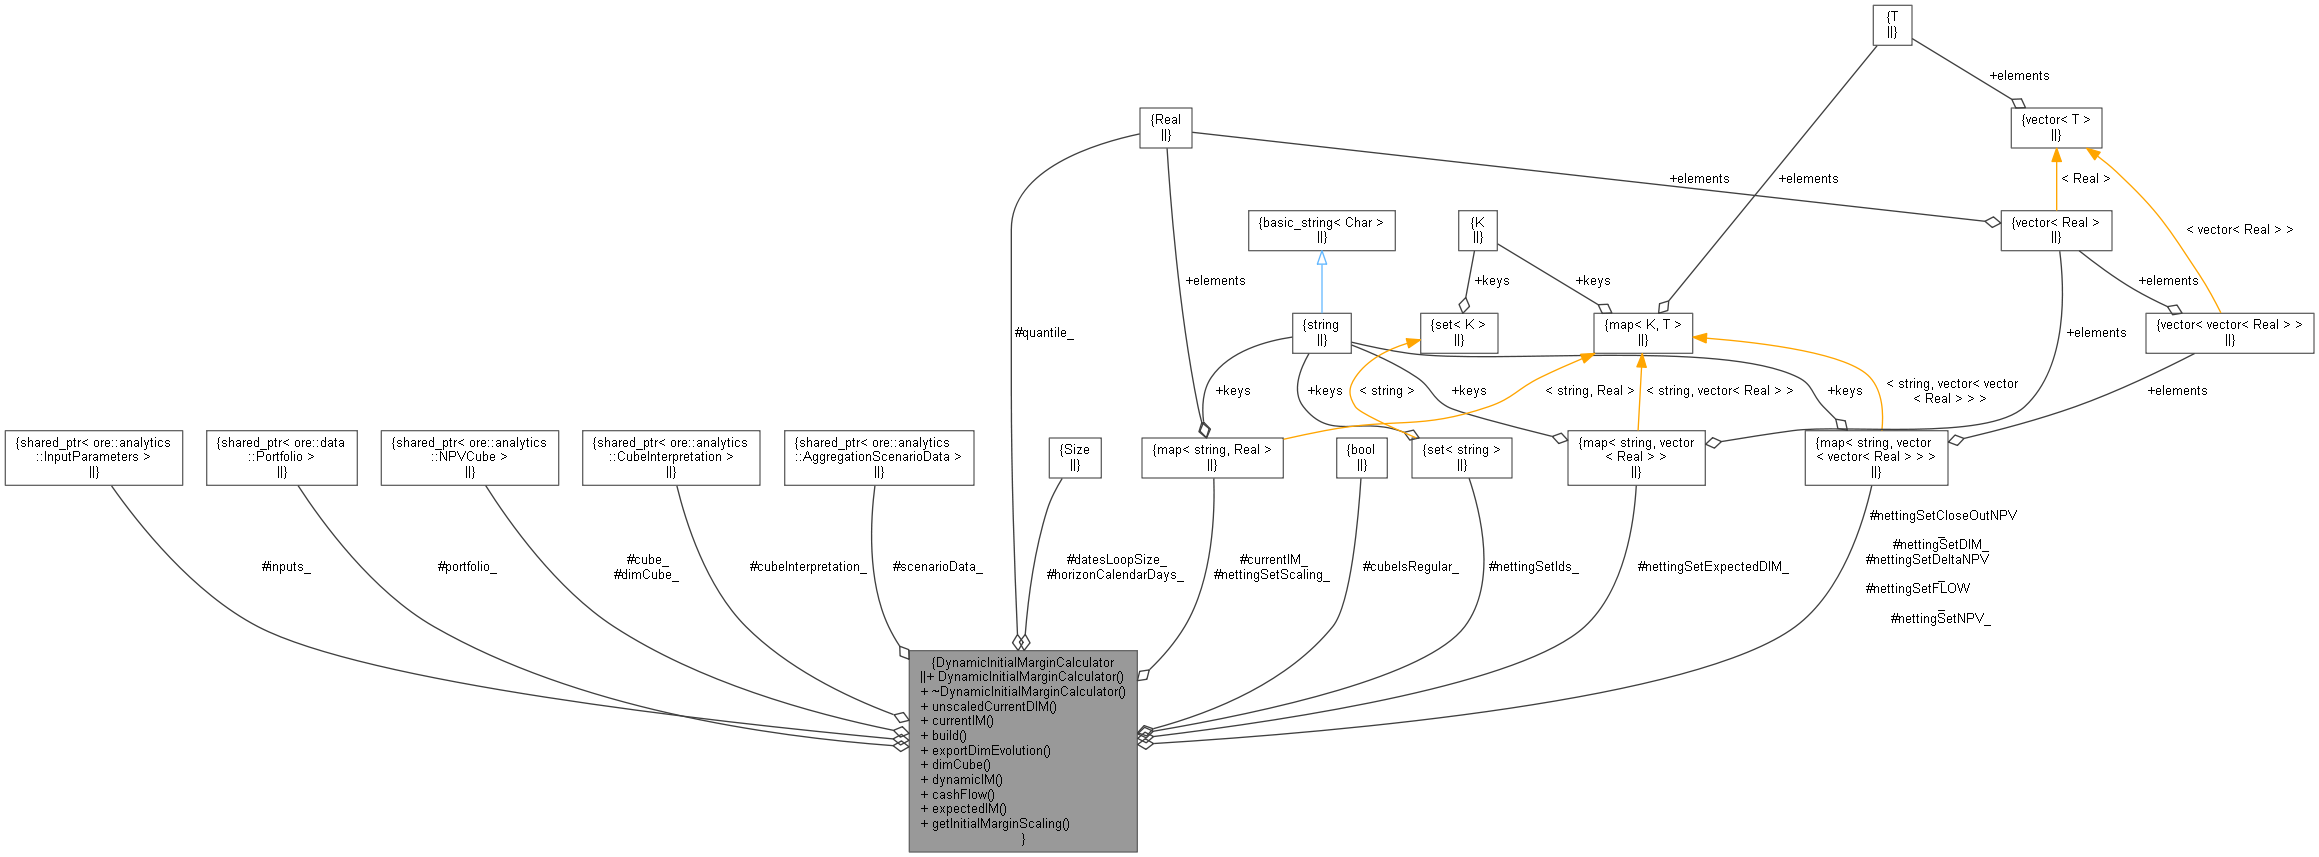 {T
||}
+elements
{Real
||}
{vector< T >
||}
+elements
+elements
< Real >
{basic_string< Char >
||}
{K
||}
{vector< Real >
||}
< vector< Real > >
+elements
+keys
+keys
+elements
#quantile_
{string
||}
{set< K >
||}
{map< K, T >
||}
+elements
{vector< vector< Real > >
||}
+keys
+keys
< string >
+keys
< string, Real >
< string, vector< Real > >
+keys
< string, vector< vector
< Real > > >
+elements
{shared_ptr< ore::analytics
::InputParameters >
||}
{shared_ptr< ore::data
::Portfolio >
||}
{shared_ptr< ore::analytics
::NPVCube >
||}
{shared_ptr< ore::analytics
::CubeInterpretation >
||}
{shared_ptr< ore::analytics
::AggregationScenarioData >
||}
{Size
||}
{map< string, Real >
||}
{bool
||}
{set< string >
||}
{map< string, vector
< Real > >
||}
{map< string, vector
< vector< Real > > >
||}
#inputs_
#portfolio_
#cube_
#dimCube_
#cubeInterpretation_
#scenarioData_
#datesLoopSize_
#horizonCalendarDays_
#currentIM_
#nettingSetScaling_
#cubeIsRegular_
#nettingSetIds_
#nettingSetExpectedDIM_
#nettingSetCloseOutNPV
_
#nettingSetDIM_
#nettingSetDeltaNPV
_
#nettingSetFLOW
_
#nettingSetNPV_
{DynamicInitialMarginCalculator
||+ DynamicInitialMarginCalculator()
+ ~DynamicInitialMarginCalculator()
+ unscaledCurrentDIM()
+ currentIM()
+ build()
+ exportDimEvolution()
+ dimCube()
+ dynamicIM()
+ cashFlow()
+ expectedIM()
+ getInitialMarginScaling()
}